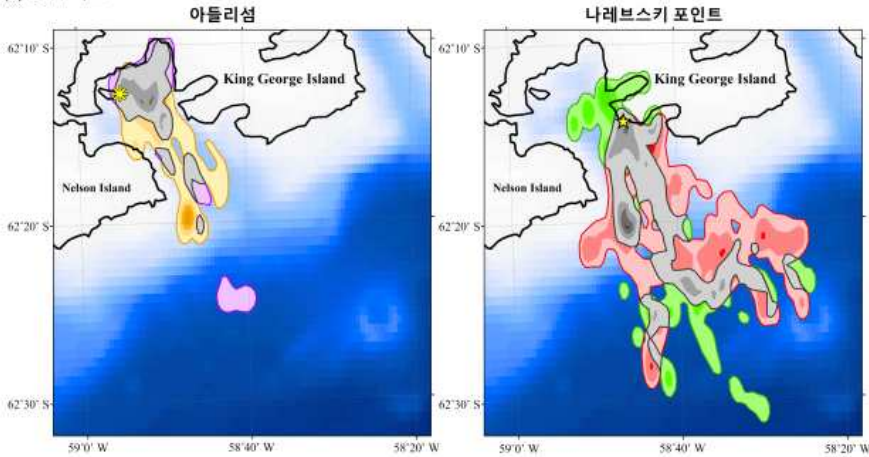 아들리섬
나레브스키 포인트
62˚10' S
King George Island
Nelson Island
62˚20' S
62˚30' S
59˚0' W
58˚40' W
58˚20' W
62˚10' S
King George Island
Nelson Island
62˚20' S
62˚30' S
59˚0' W
58˚40' W
58˚20' W